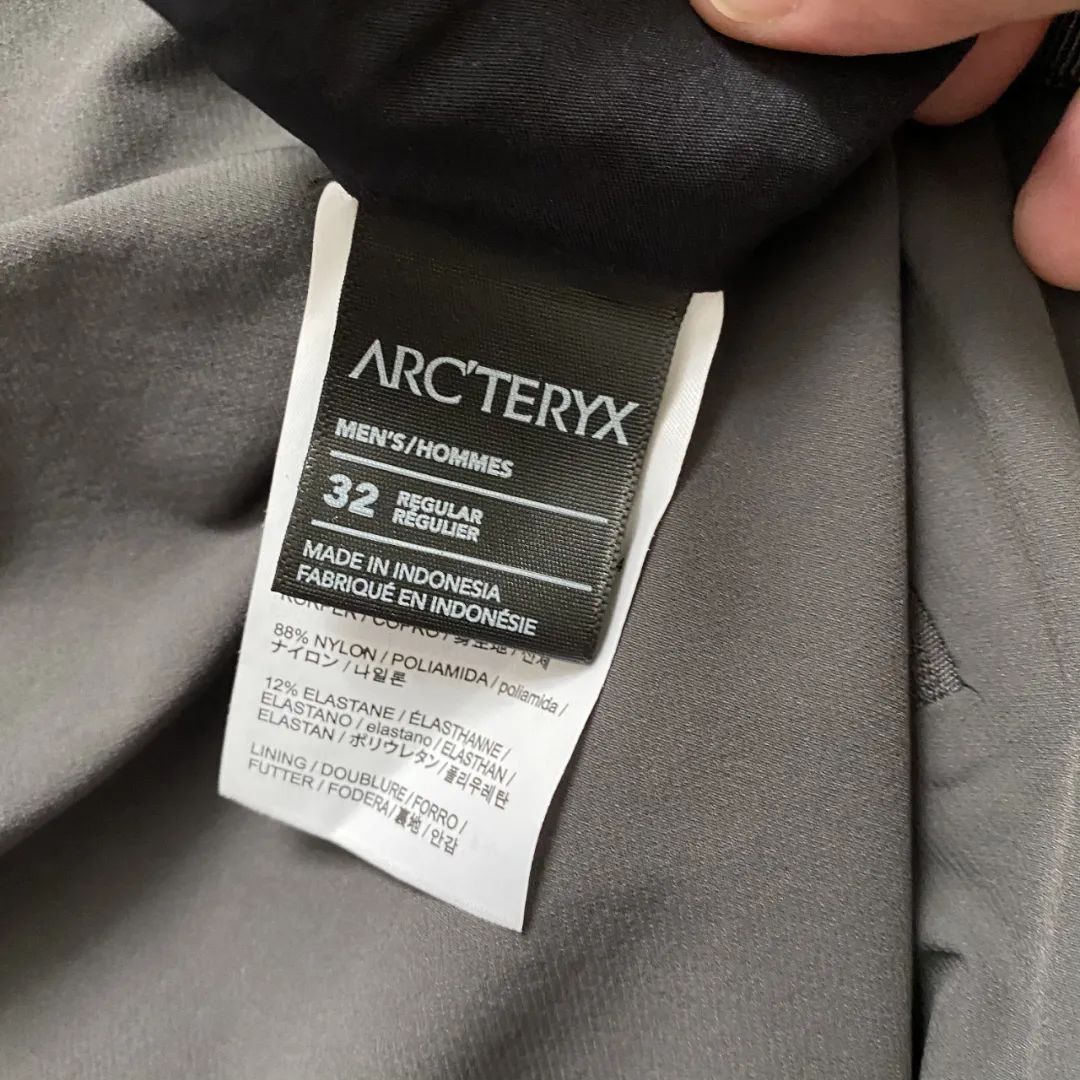 ARC'TERYX
MEN'S/HOMMES
32 REGULAR
RÉGULIER
MADE IN INDONESIA
FABRIQUÉ EN INDONÉSIE
KÖRPER / COPRO /
88% NYLON / POLIAMIDA / poliamida /
ナイロン / 나일론
12% ELASTANE / ÉLASTHANNE /
ELASTANO / elastano / ELASTHAN /
ELASTAN / ポリウレタン / 폴리우레탄
LINING / DOUBLURE / FORRO /
FUTTER / FODERA / 裏地 / 안감